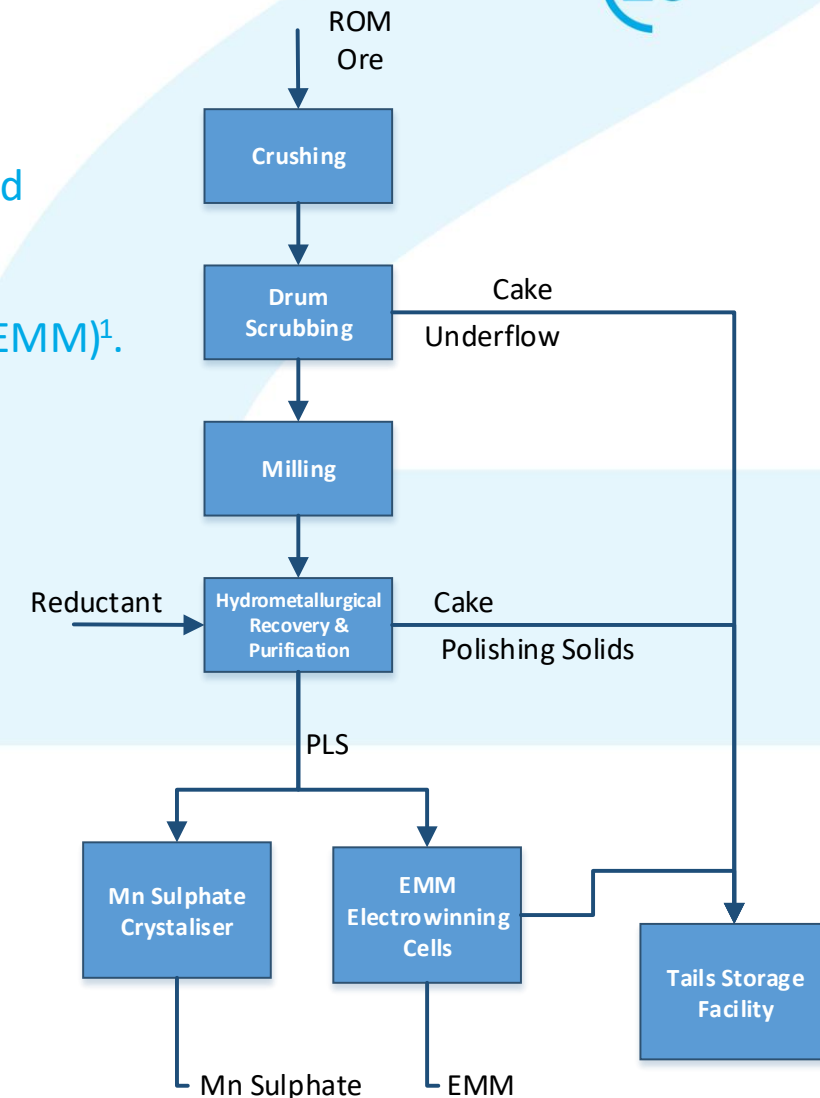 ROM
Ore
Crushing
d
Drum
Scrubbing
Cake
Underflow
EMM)¹.
Milling
Reductant
Hydrometallurgical
Recovery &
Purification
Cake
Polishing Solids
PLS
Mn Sulphate
Crystaliser
EMM
Electrowinning
Cells
Tails Storage
Facility
Mn Sulphate
EMM